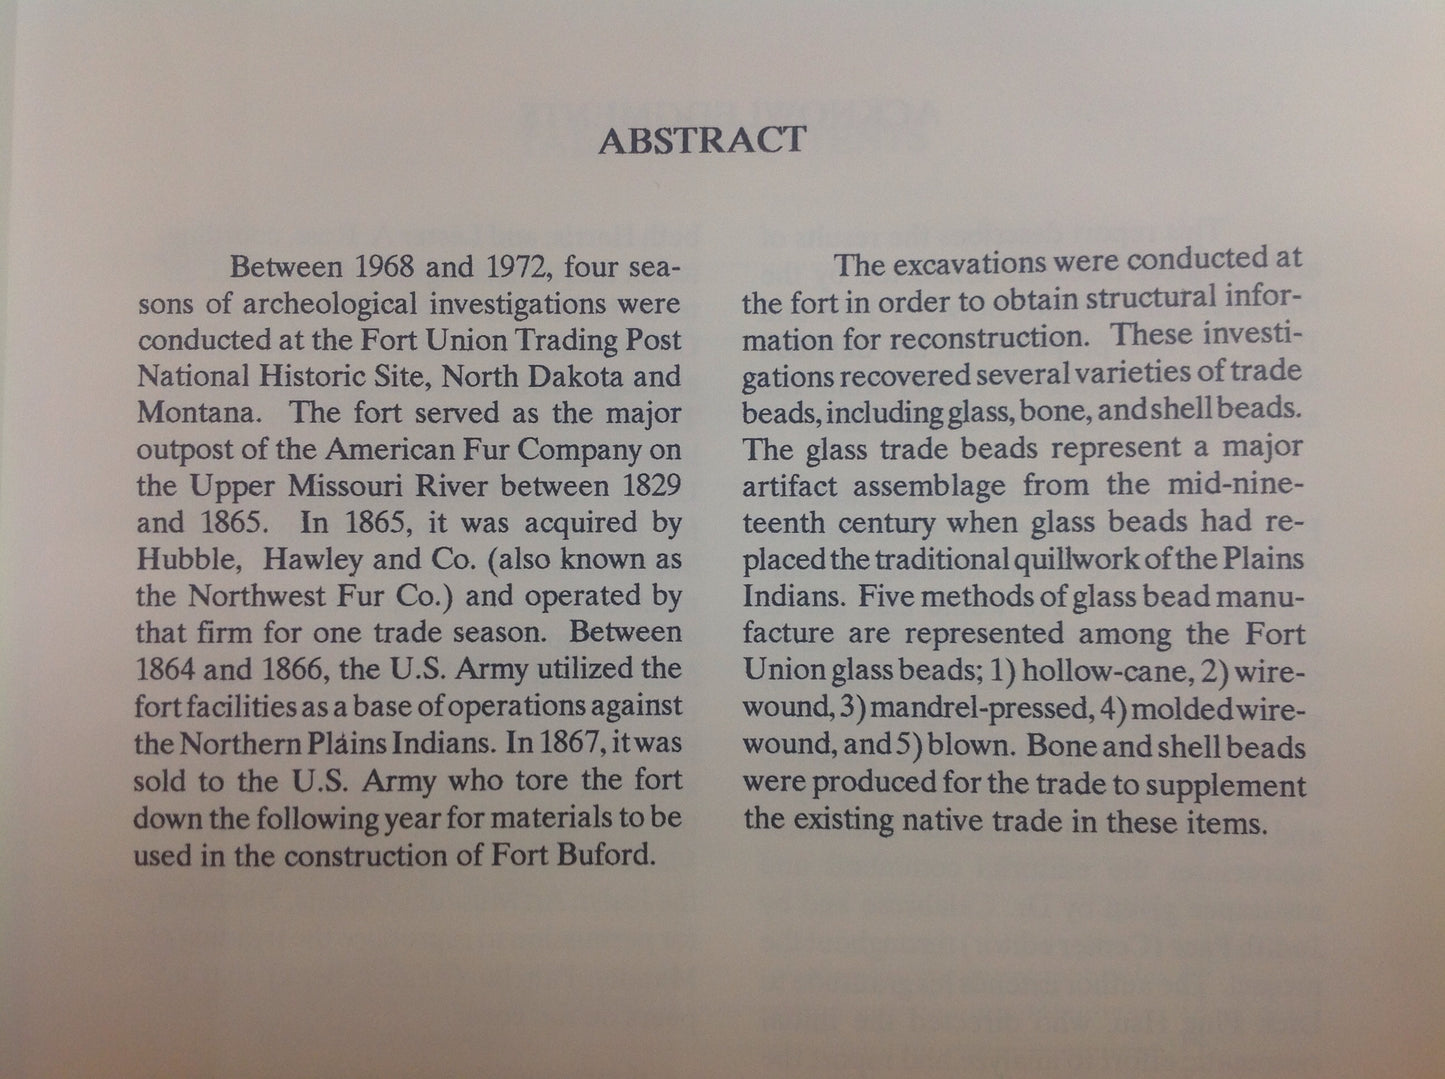 ABSTRACT
Between 1968 and 1972, four sea-
sons of archeological investigations were
conducted at the Fort Union Trading Post
National Historic Site, North Dakota and
Montana. The fort served as the major
outpost of the American Fur Company on
the Upper Missouri River between 1829
and 1865. In 1865, it was acquired by
Hubble, Hawley and Co. (also known as
the Northwest Fur Co.) and operated by
that firm for one trade season. Between
1864 and 1866, the U.S. Army utilized the
fort facilities as a base of operations against
the Northern Plains Indians. In 1867, it was
sold to the U.S. Army who tore the fort
down the following year for materials to be
used in the construction of Fort Buford.
The excavations were conducted at
the fort in order to obtain structural infor-
mation for reconstruction. These investi-
gations recovered several varieties of trade
beads, including glass, bone, and shell beads.
The glass trade beads represent a major
artifact assemblage from the mid-nine-
teenth century when glass beads had re-
placed the traditional quillwork of the Plains
Indians. Five methods of glass bead manu-
facture are represented among the Fort
Union glass beads; 1) hollow-cane, 2) wire-
wound, 3) mandrel-pressed, 4) molded wire-
wound, and 5) blown. Bone and shell beads
were produced for the trade to supplement
the existing native trade in these items.